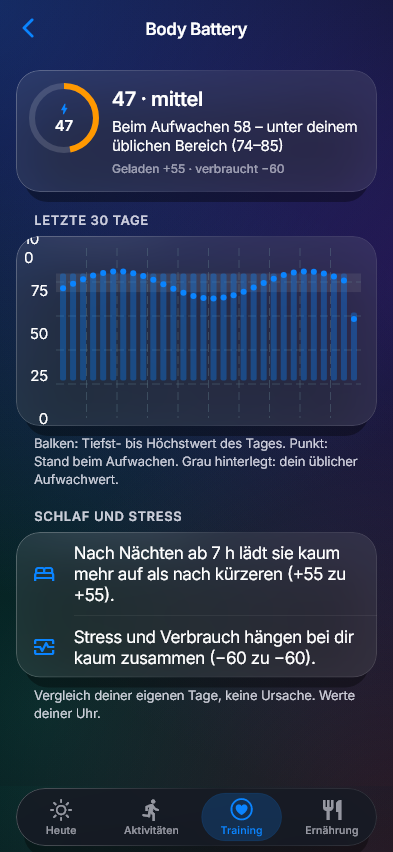 Body Battery
47
47 · mittel
Beim Aufwachen 58 – unter deinem
üblichen Bereich (74–85)
Geladen +55 · verbraucht −60
LETZTE 30 TAGE
10
0
75
50
25
0
Balken: Tiefst- bis Höchstwert des Tages. Punkt:
Stand beim Aufwachen. Grau hinterlegt: dein üblicher
Aufwachwert.
SCHLAF UND STRESS
Nach Nächten ab 7 h lädt sie kaum
mehr auf als nach kürzeren (+55 zu
+55).
Stress und Verbrauch hängen bei dir
kaum zusammen (−60 zu −60).
Vergleich deiner eigenen Tage, keine Ursache. Werte
deiner Uhr.
Heute
Aktivitäten
Training
Ernährung